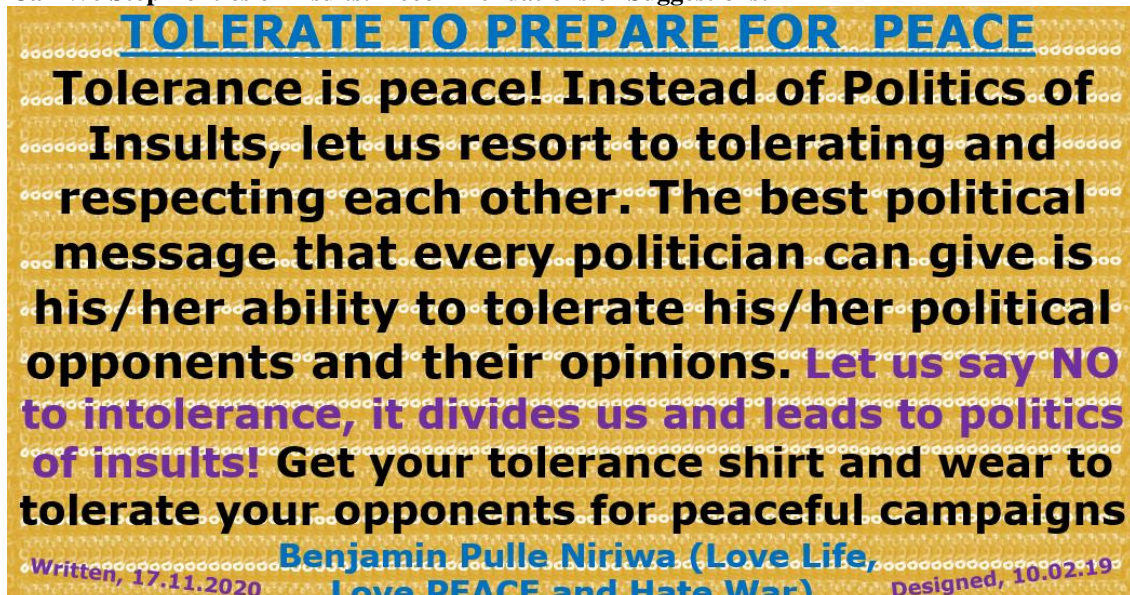 TOLERATE TO PREPARE FOR PEACE
Tolerance is peace! Instead of Politics of
Insults, let us resort to tolerating and
respecting each other. The best political
message that every politician can give is
his/her ability to tolerate his/her political
opponents and their opinions. Let us say NO
to intolerance, it divides us and leads to politics
of insults! Get your tolerance shirt and wear to
tolerate your opponents for peaceful campaigns
Benjamin Pulle Niriwa (Love Life,
Written, 17.11.2020 Love PEACE and Hate War) Designed, 10.02.19